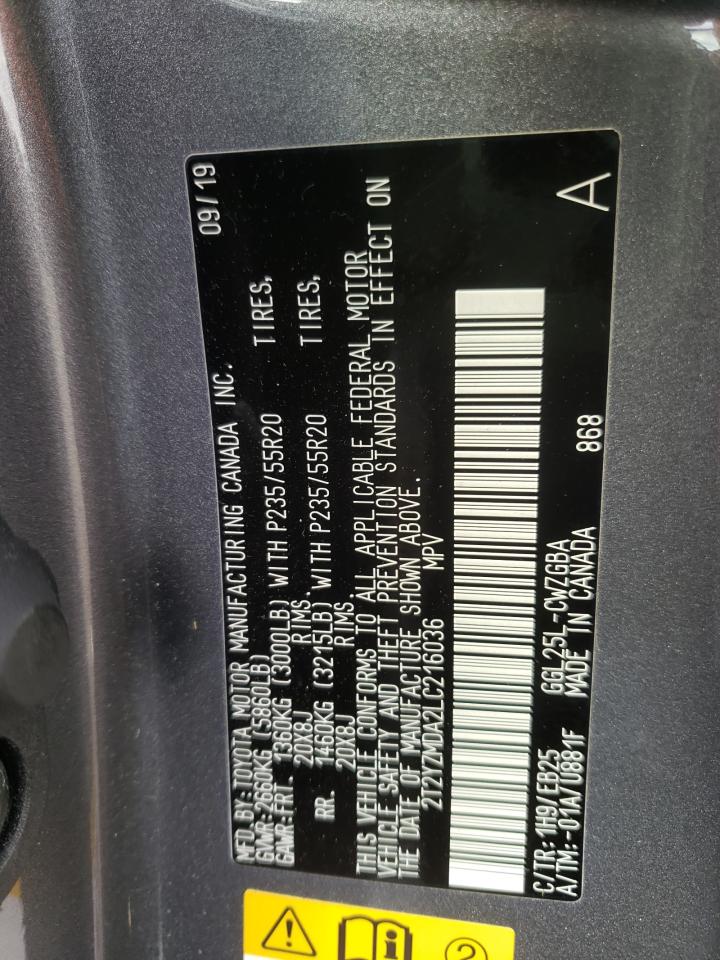 MFD.BY:TOYOTA MOTOR MANUFACTURING CANADA INC. 09/19
GVWR:2660KG (5860LB)
GAWR:FRT. 1360KG (3000LB) WITH P235/55R20 TIRES,
20X8J RIMS
RR. 1460KG (3215LB) WITH P235/55R20 TIRES,
20X8J RIMS
THIS VEHICLE CONFORMS TO ALL APPLICABLE FEDERAL MOTOR
VEHICLE SAFETY AND THEFT PREVENTION STANDARDS IN EFFECT ON
THE DATE OF MANUFACTURE SHOWN ABOVE.
2T2YZMDA2LC216036 MPV
C/TR:1H9/EB25 GGL25L-CWZGBA
A/TM:-01A/U881F MADE IN CANADA 868 A